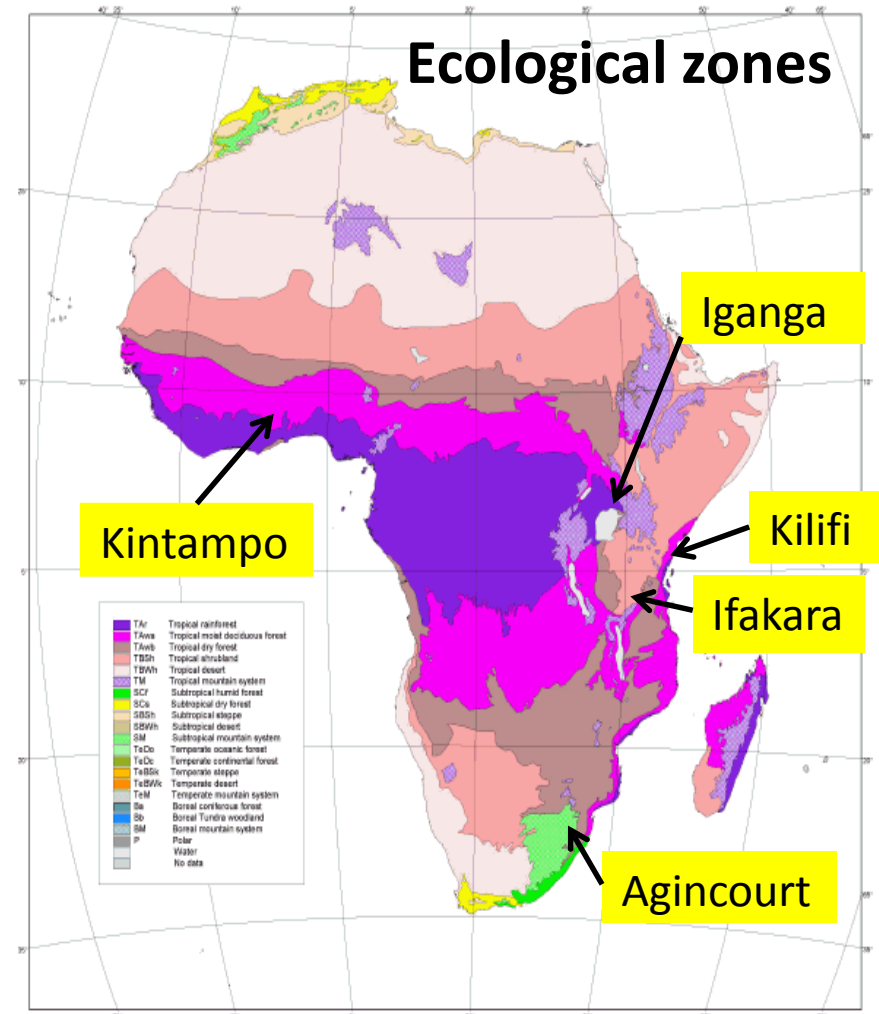 Ecological zones
Iganga
Kintampo
Kilifi
Ifakara
TAr Tropical rainforest
TAwa Tropical moist deciduous forest
TAwb Tropical dry forest
TBSh Tropical shrubland
TBWh Tropical desert
TM Tropical mountain system
SCf Subtropical humid forest
SCs Subtropical dry forest
SBSh Subtropical steppe
SBWh Subtropical desert
SM Subtropical mountain system
TeDo Temperate oceanic forest
TeDc Temperate continental forest
TeBSk Temperate steppe
TeBWk Temperate desert
TeM Temperate mountain system
Ba Boreal coniferous forest
Bb Boreal Tundra woodland
BM Boreal mountain system
P Polar
Water
No data
Agincourt